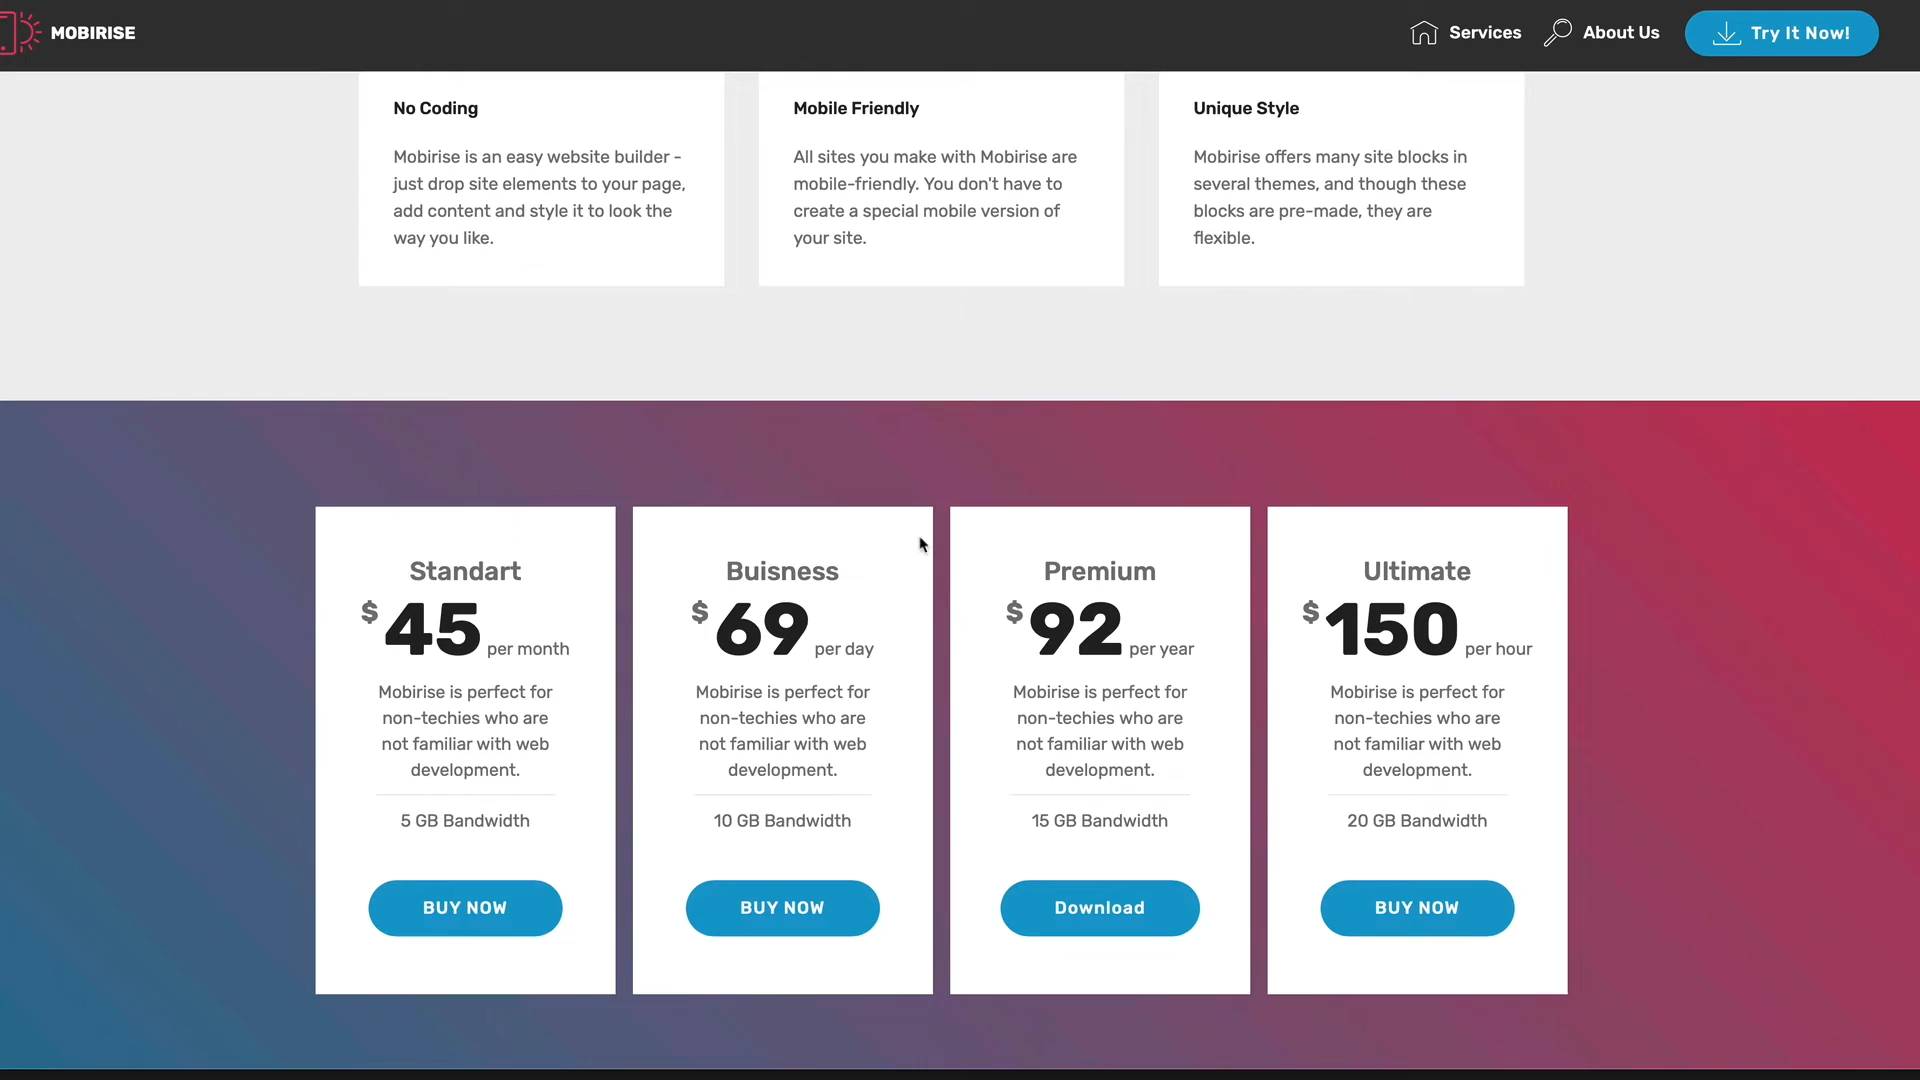 MOBIRISE
Services
About Us
Try It Now!
No Coding
Mobirise is an easy website builder -
just drop site elements to your page,
add content and style it to look the
way you like.
Mobile Friendly
All sites you make with Mobirise are
mobile-friendly. You don't have to
create a special mobile version of
your site.
Unique Style
Mobirise offers many site blocks in
several themes, and though these
blocks are pre-made, they are
flexible.
Standart
$ 45 per month
Mobirise is perfect for
non-techies who are
not familiar with web
development.
5 GB Bandwidth
BUY NOW
Buisness
$ 69 per day
Mobirise is perfect for
non-techies who are
not familiar with web
development.
10 GB Bandwidth
BUY NOW
Premium
$ 92 per year
Mobirise is perfect for
non-techies who are
not familiar with web
development.
15 GB Bandwidth
Download
Ultimate
$ 150 per hour
Mobirise is perfect for
non-techies who are
not familiar with web
development.
20 GB Bandwidth
BUY NOW